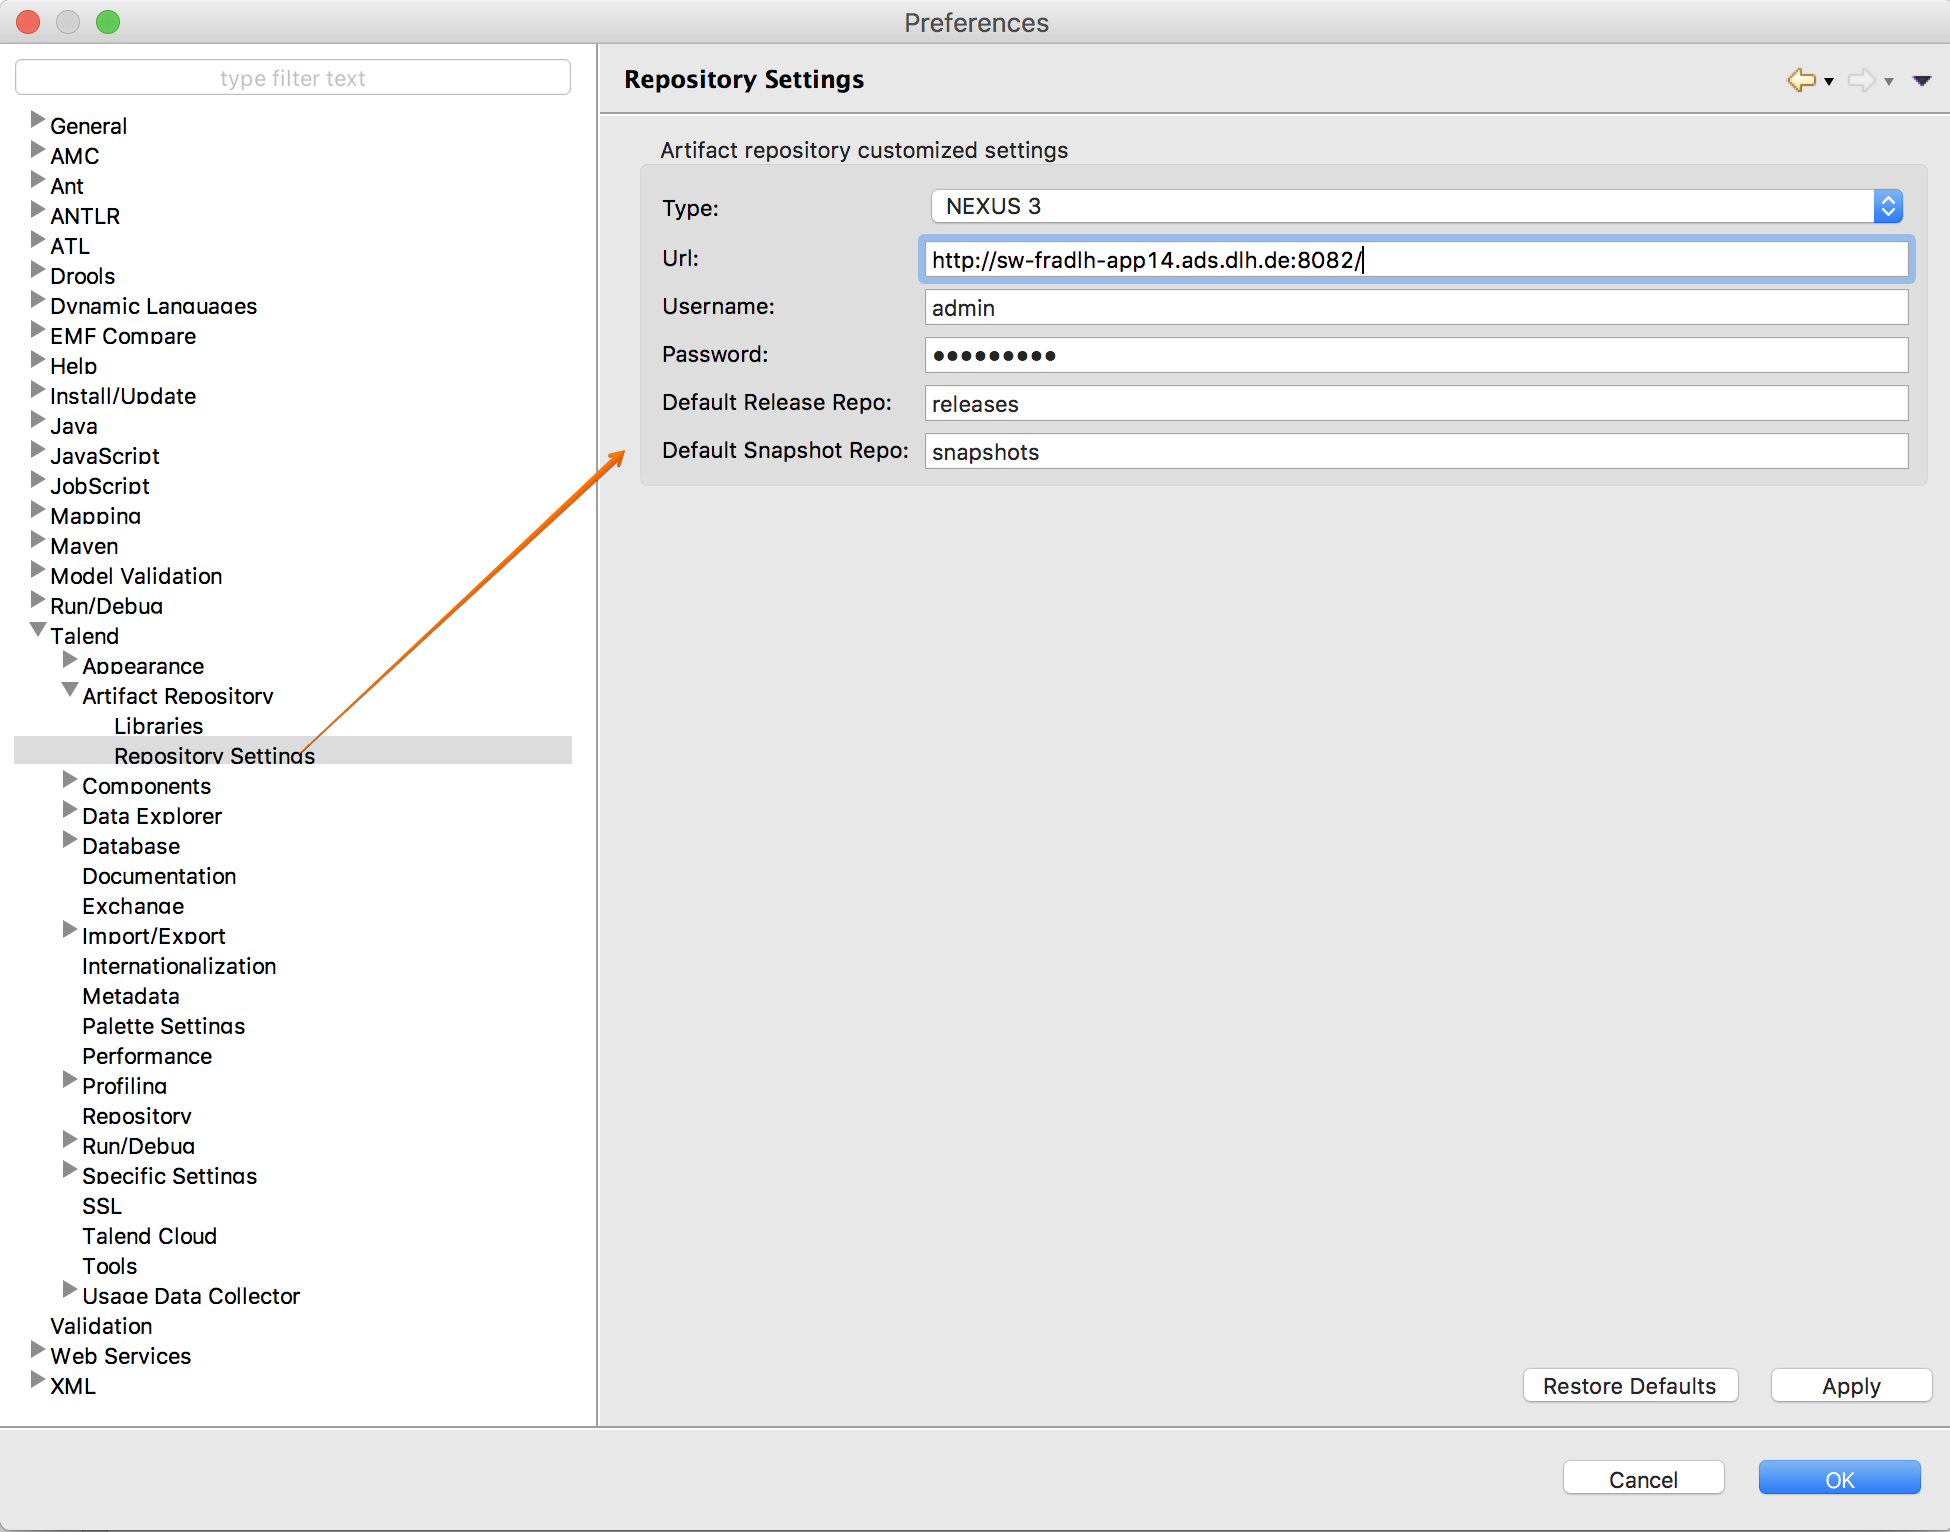 Preferences
type filter text
General
AMC
Ant
ANTLR
ATL
Drools
Dynamic Languages
EMF Compare
Help
Install/Update
Java
JavaScript
JobScript
Mapping
Maven
Model Validation
Run/Debug
Talend
Appearance
Artifact Repository
Libraries
Repository Settings
Components
Data Explorer
Database
Documentation
Exchange
Import/Export
Internationalization
Metadata
Palette Settings
Performance
Profiling
Repository
Run/Debug
Specific Settings
SSL
Talend Cloud
Tools
Usage Data Collector
Validation
Web Services
XML
Repository Settings
Artifact repository customized settings
Type: NEXUS 3
Url: http://sw-fradlh-app14.ads.dlh.de:8082/
Username: admin
Password: ●●●●●●●●●
Default Release Repo: releases
Default Snapshot Repo: snapshots
Restore Defaults Apply
Cancel OK